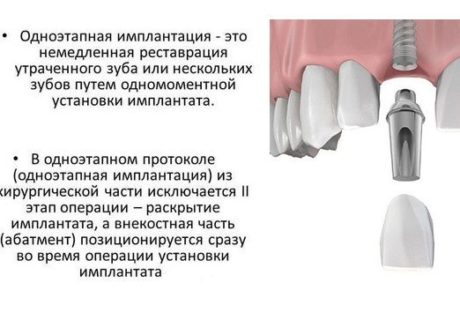 • Одноэтапная имплантация - это
немедленная реставрация
утраченного зуба или нескольких
зубов путем одномоментной
установки имплантата.
• В одноэтапном протоколе
(одноэтапная имплантация) из
хирургической части исключается II
этап операции – раскрытие
имплантата, а внекостная часть
(абатмент) позиционируется сразу
во время операции установки
имплантата